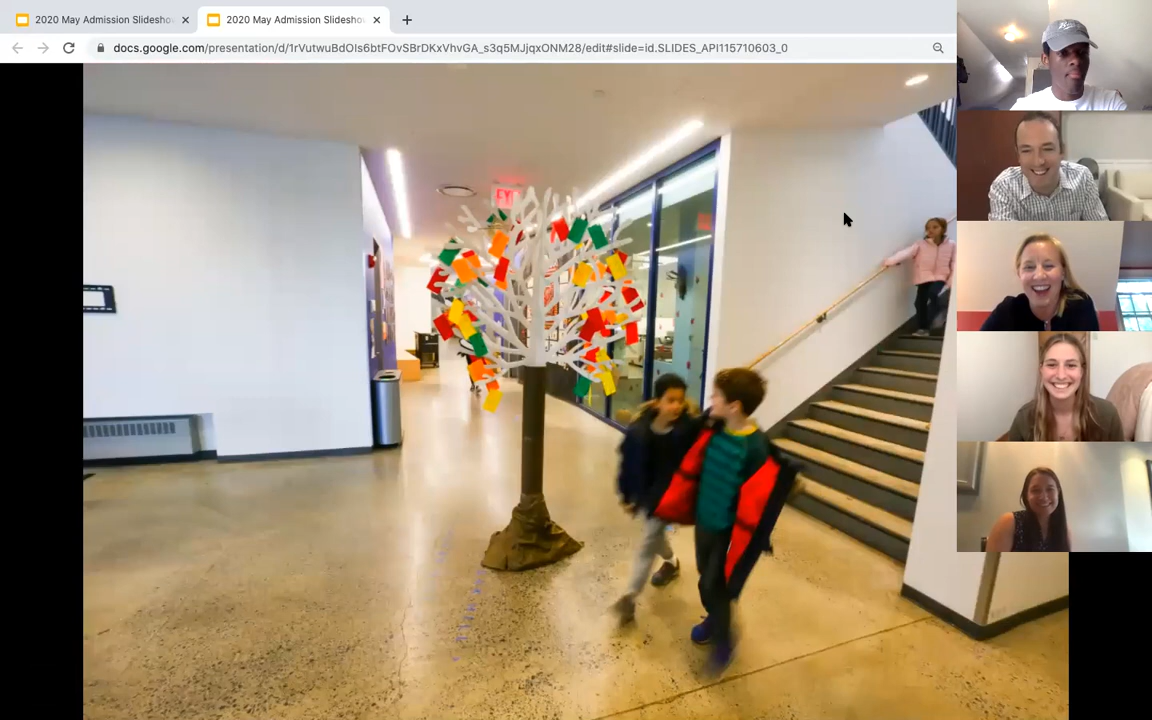 2020 May Admission Slidesho
2020 May Admission Slidesho
docs.google.com/presentation/d/1rVutwuBdOIs6btFOvSBrDKxVhvGA_s3q5MJjqxONM28/edit#slide=id.SLIDES_API115710603_0
EXIT